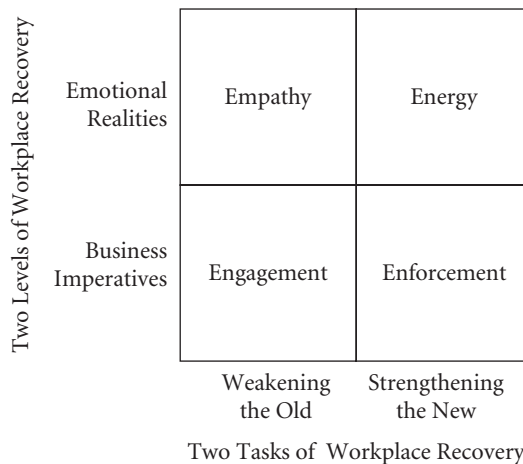 Two Levels of Workplace Recovery
Emotional
Realities
Empathy
Energy
Business
Imperatives
Engagement
Enforcement
Weakening
the Old
Strengthening
the New
Two Tasks of Workplace Recovery